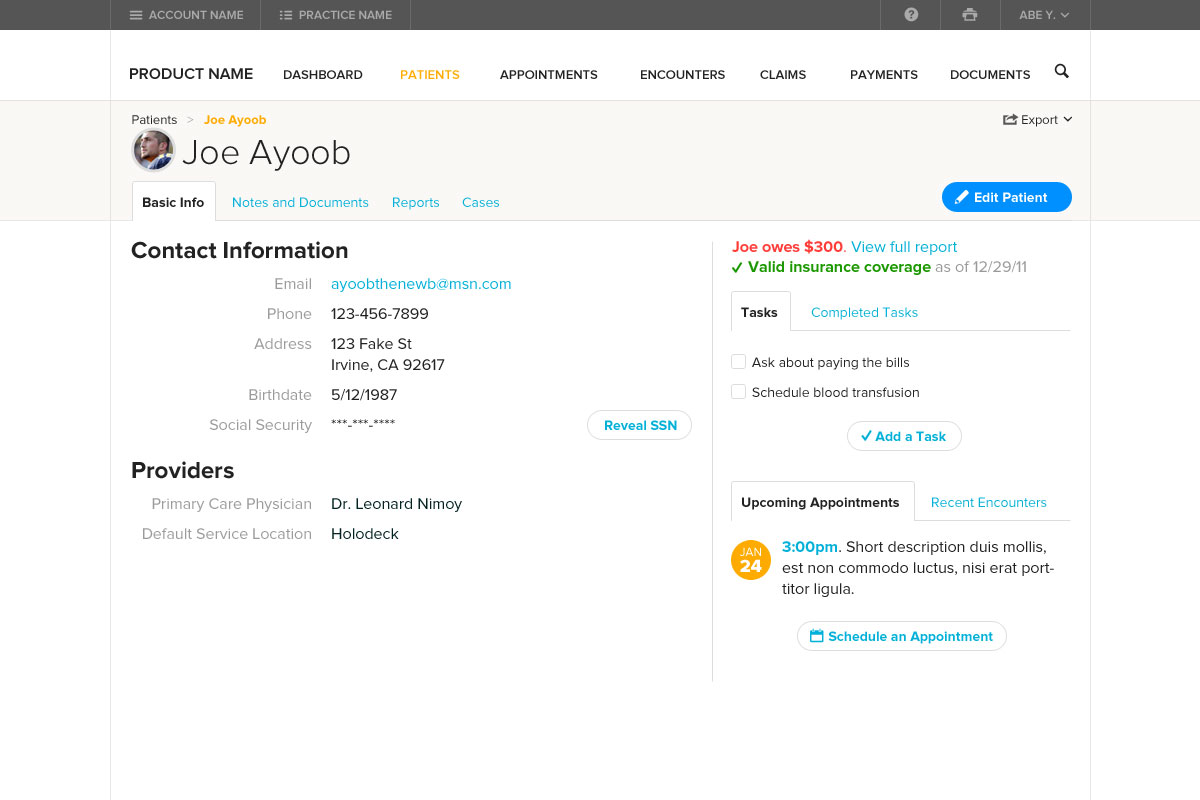 ACCOUNT NAME PRACTICE NAME ? ABE Y.
PRODUCT NAME DASHBOARD PATIENTS APPOINTMENTS ENCOUNTERS CLAIMS PAYMENTS DOCUMENTS
Patients > Joe Ayoob Export
Joe Ayoob
Basic Info Notes and Documents Reports Cases Edit Patient
Contact Information
Email ayoobthenewb@msn.com
Phone 123-456-7899
Address 123 Fake St
Irvine, CA 92617
Birthdate 5/12/1987
Social Security ***-***-**** Reveal SSN
Providers
Primary Care Physician Dr. Leonard Nimoy
Default Service Location Holodeck
Joe owes $300. View full report
Valid insurance coverage as of 12/29/11
Tasks Completed Tasks
Ask about paying the bills
Schedule blood transfusion
Add a Task
Upcoming Appointments Recent Encounters
JAN
24
3:00pm. Short description duis mollis,
est non commodo luctus, nisi erat port-
titor ligula.
Schedule an Appointment